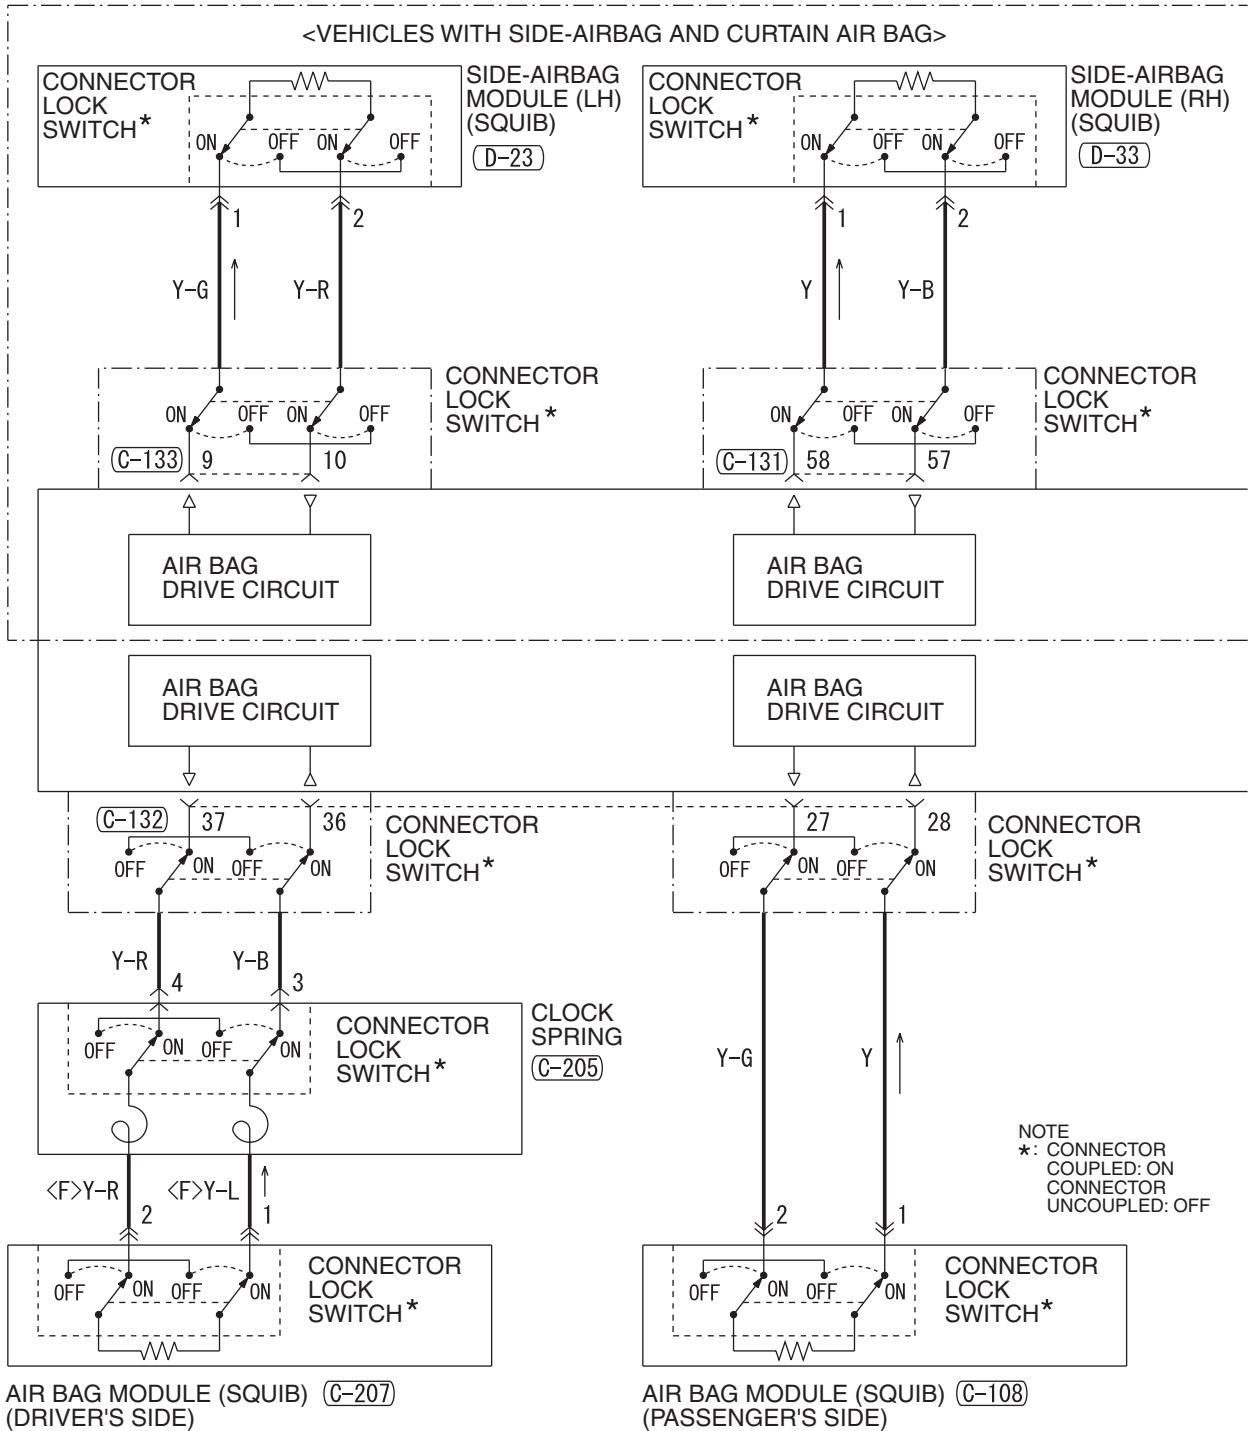 <VEHICLES WITH SIDE-AIRBAG AND CURTAIN AIR BAG>
CONNECTOR
LOCK
SWITCH*
ON
OFF
ON
OFF
SIDE-AIRBAG
MODULE (LH)
(SQUIB)
D-23
CONNECTOR
LOCK
SWITCH*
ON
OFF
ON
OFF
SIDE-AIRBAG
MODULE (RH)
(SQUIB)
D-33
1
2
1
2
Y-G
Y-R
Y
Y-B
ON
OFF
ON
OFF
CONNECTOR
LOCK
SWITCH*
C-133
9
10
ON
OFF
ON
OFF
CONNECTOR
LOCK
SWITCH*
C-131
58
57
AIR BAG
DRIVE CIRCUIT
AIR BAG
DRIVE CIRCUIT
AIR BAG
DRIVE CIRCUIT
AIR BAG
DRIVE CIRCUIT
C-132
37
36
OFF
ON
OFF
ON
CONNECTOR
LOCK
SWITCH*
27
28
OFF
ON
OFF
ON
CONNECTOR
LOCK
SWITCH*
Y-R
Y-B
4
3
OFF
ON
OFF
ON
CONNECTOR
LOCK
SWITCH*
CLOCK
SPRING
C-205
Y-G
Y
<F>Y-R
<F>Y-L
2
1
2
1
NOTE
*: CONNECTOR
COUPLED: ON
CONNECTOR
UNCOUPLED: OFF
OFF
ON
OFF
ON
CONNECTOR
LOCK
SWITCH*
OFF
ON
OFF
ON
CONNECTOR
LOCK
SWITCH*
AIR BAG MODULE (SQUIB) C-207
(DRIVER'S SIDE)
AIR BAG MODULE (SQUIB) C-108
(PASSENGER'S SIDE)